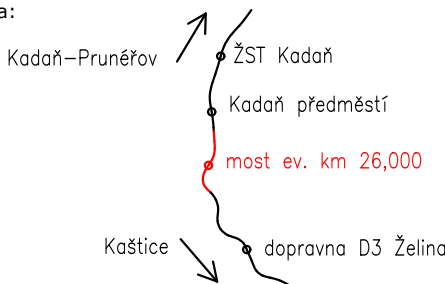 a:
Kadaň-Prunéřov
ŽST Kadaň
Kadaň předměstí
most ev. km 26,000
Kaštice
dopravna D3 Želina